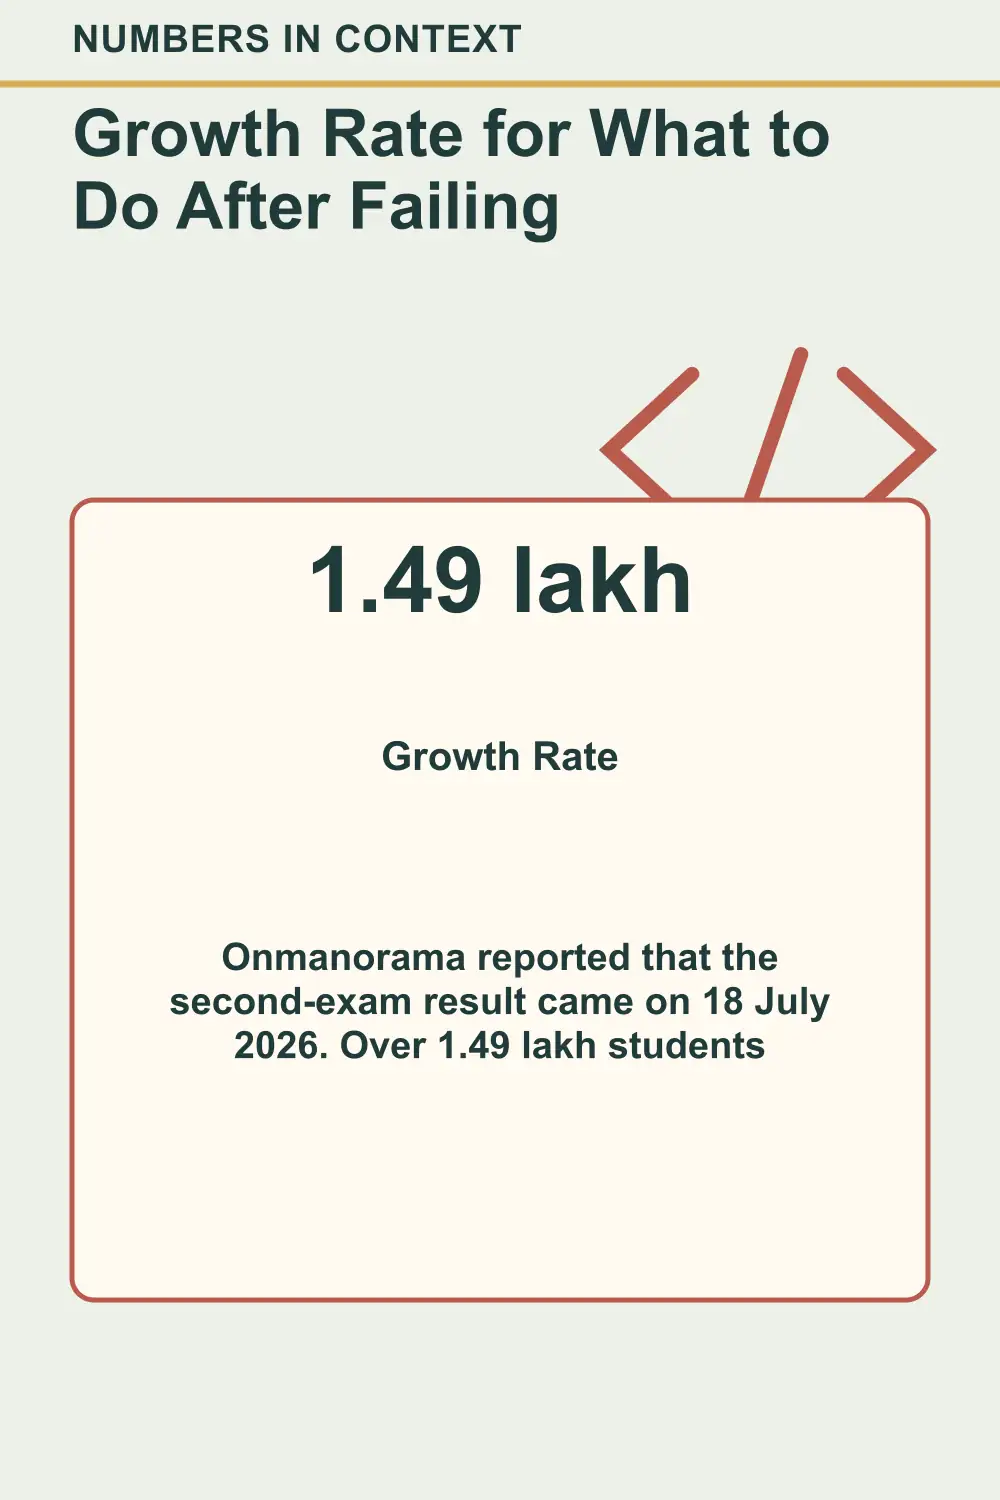 NUMBERS IN CONTEXT
Growth Rate for What to
Do After Failing
1.49 lakh
Growth Rate
Onmanorama reported that the
second-exam result came on 18 July
2026. Over 1.49 lakh students